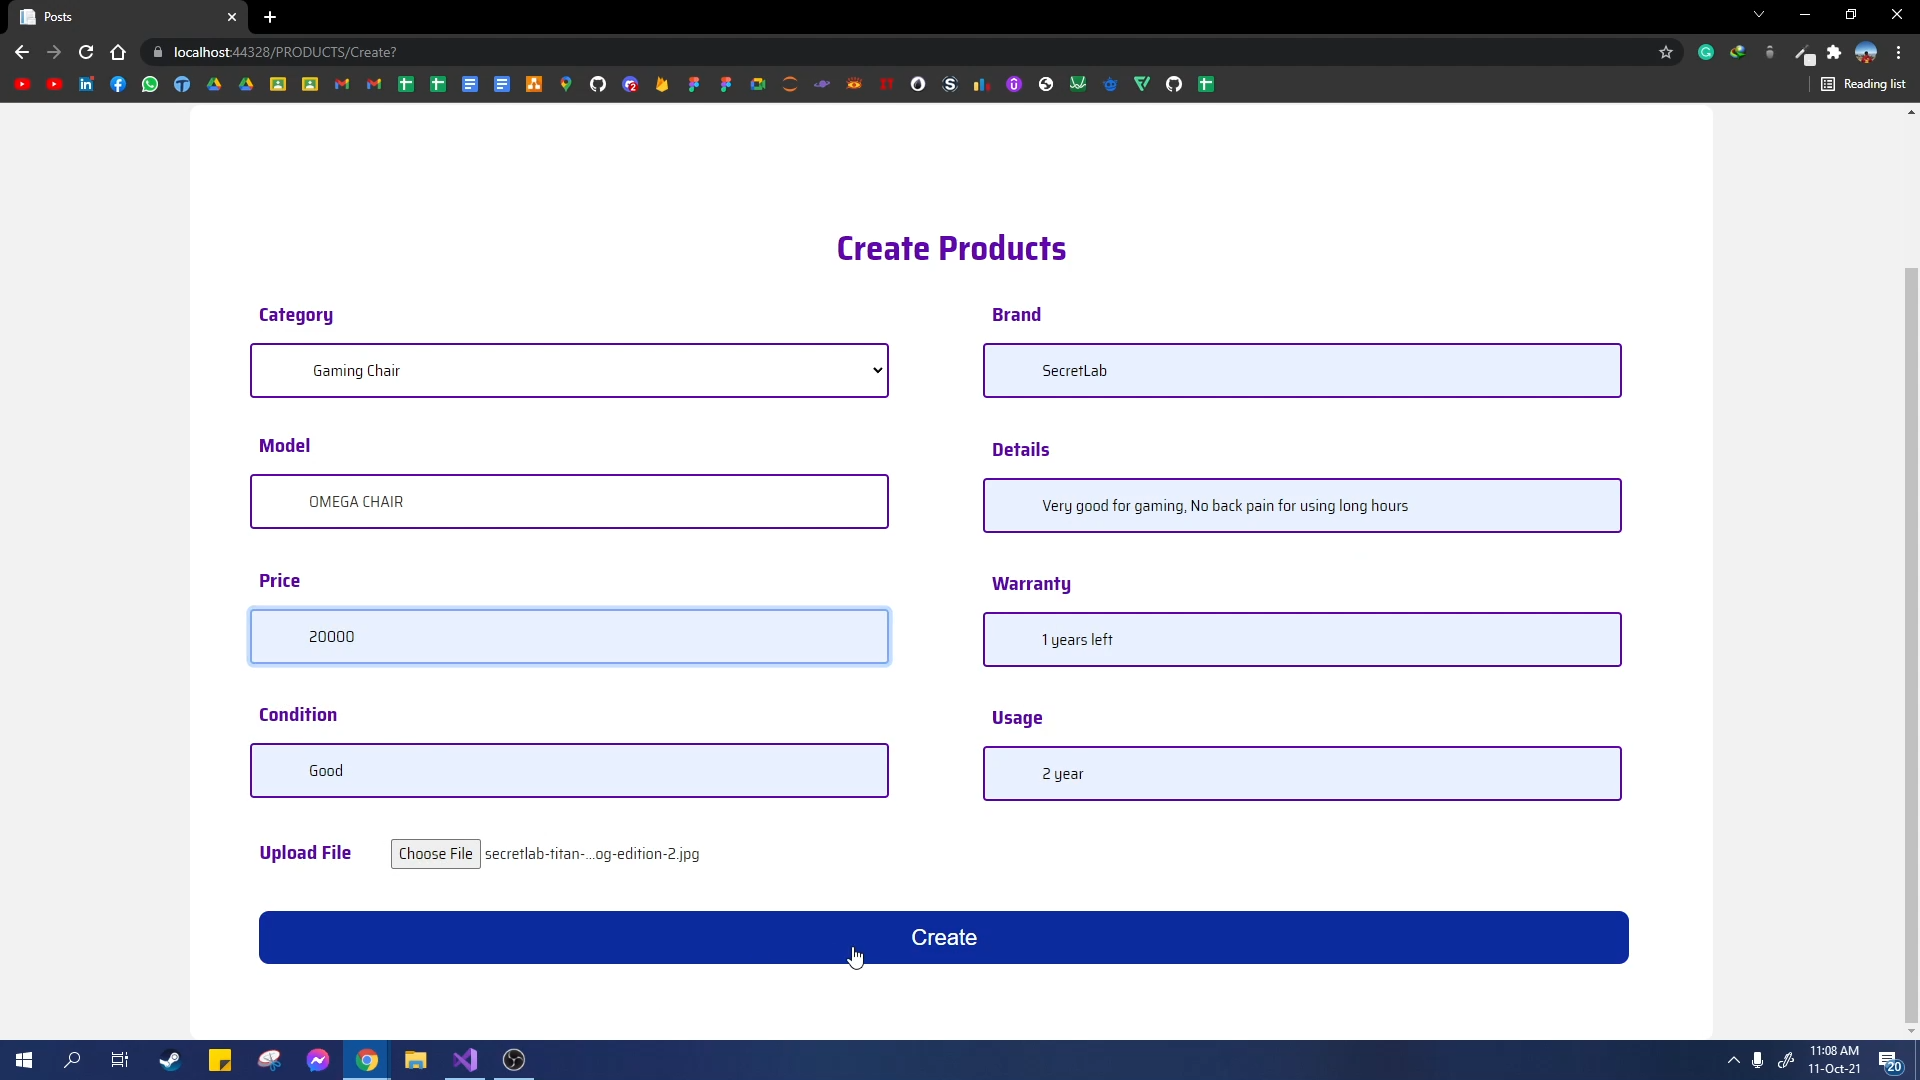 Posts
localhost:44328/PRODUCTS/Create?
Reading list
Create Products
Category
Brand
Gaming Chair
SecretLab
Model
Details
OMEGA CHAIR
Very good for gaming, No back pain for using long hours
Price
Warranty
20000
1 years left
Condition
Usage
Good
2 year
Upload File
Choose File secretlab-titan-...og-edition-2.jpg
Create
11:08 AM
11-Oct-21
20